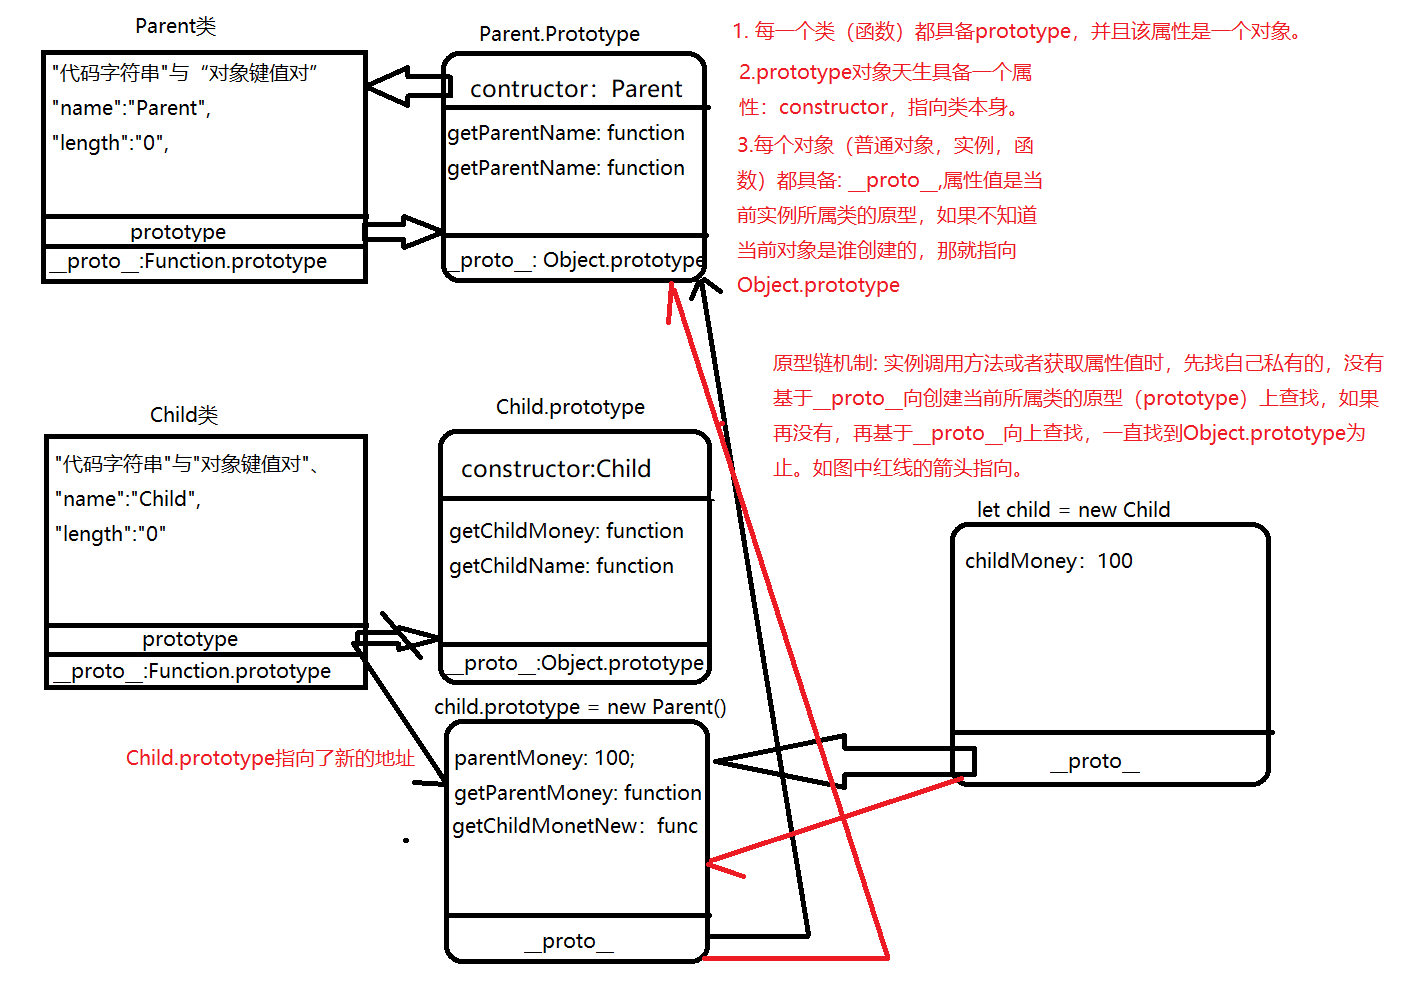 Parent类
"代码字符串"与“对象键值对”
"name":"Parent",
"length":"0",
prototype
__proto__:Function.prototype
Parent.Prototype
contructor：Parent
getParentName: function
getParentName: function
__proto__: Object.prototype
1. 每一个类（函数）都具备prototype，并且该属性是一个对象。
2.prototype对象天生具备一个属
性：constructor，指向类本身。
3.每个对象（普通对象，实例，函
数）都具备: __proto__,属性值是当
前实例所属类的原型，如果不知道
当前对象是谁创建的，那就指向
Object.prototype
原型链机制: 实例调用方法或者获取属性值时，先找自己私有的，没有
基于__proto__向创建当前所属类的原型（prototype）上查找，如果
再没有，再基于__proto__向上查找，一直找到Object.prototype为
止。如图中红线的箭头指向。
Child类
"代码字符串"与"对象键值对"、
"name":"Child",
"length":"0"
prototype
__proto__:Function.prototype
Child.prototype
constructor:Child
getChildMoney: function
getChildName: function
__proto__:Object.prototype
let child = new Child
childMoney：100
__proto__
child.prototype = new Parent()
Child.prototype指向了新的地址
parentMoney: 100;
getParentMoney: function
getChildMonetNew：func
__proto__